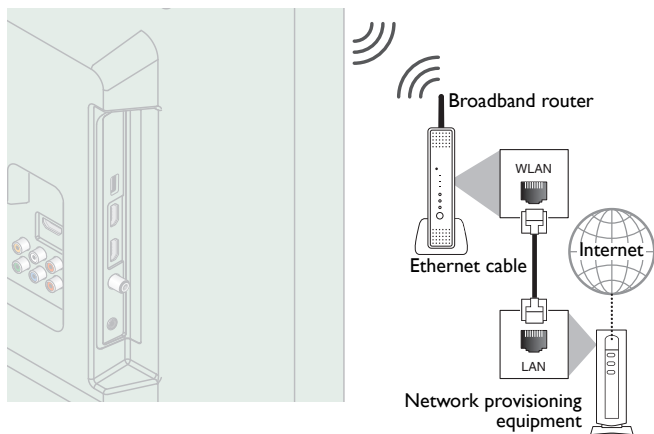 Broadband router
WLAN
Ethernet cable
Internet
LAN
Network provisioning
equipment